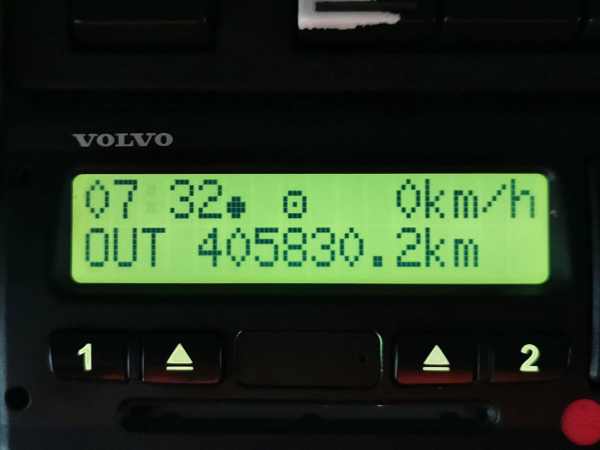 VOLVO
07:32• ⊙ 0km/h
OUT 405830.2km
1 ⏏ ⏏ 2